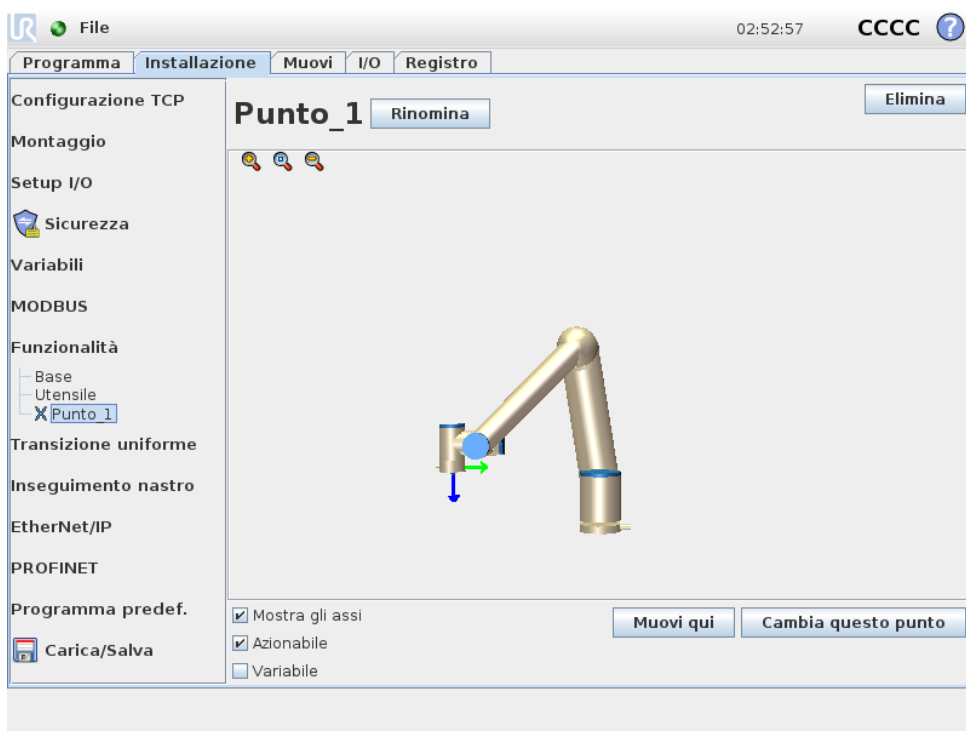 UR File 02:52:57 CCCC ?
Programma Installazione Muovi I/O Registro
Configurazione TCP
Montaggio
Setup I/O
Sicurezza
Variabili
MODBUS
Funzionalità
Base
Utensile
Punto_1
Transizione uniforme
Inseguimento nastro
EtherNet/IP
PROFINET
Programma predef.
Carica/Salva
Punto_1 Rinomina Elimina
Mostra gli assi
Azionabile
Variabile
Muovi qui Cambia questo punto